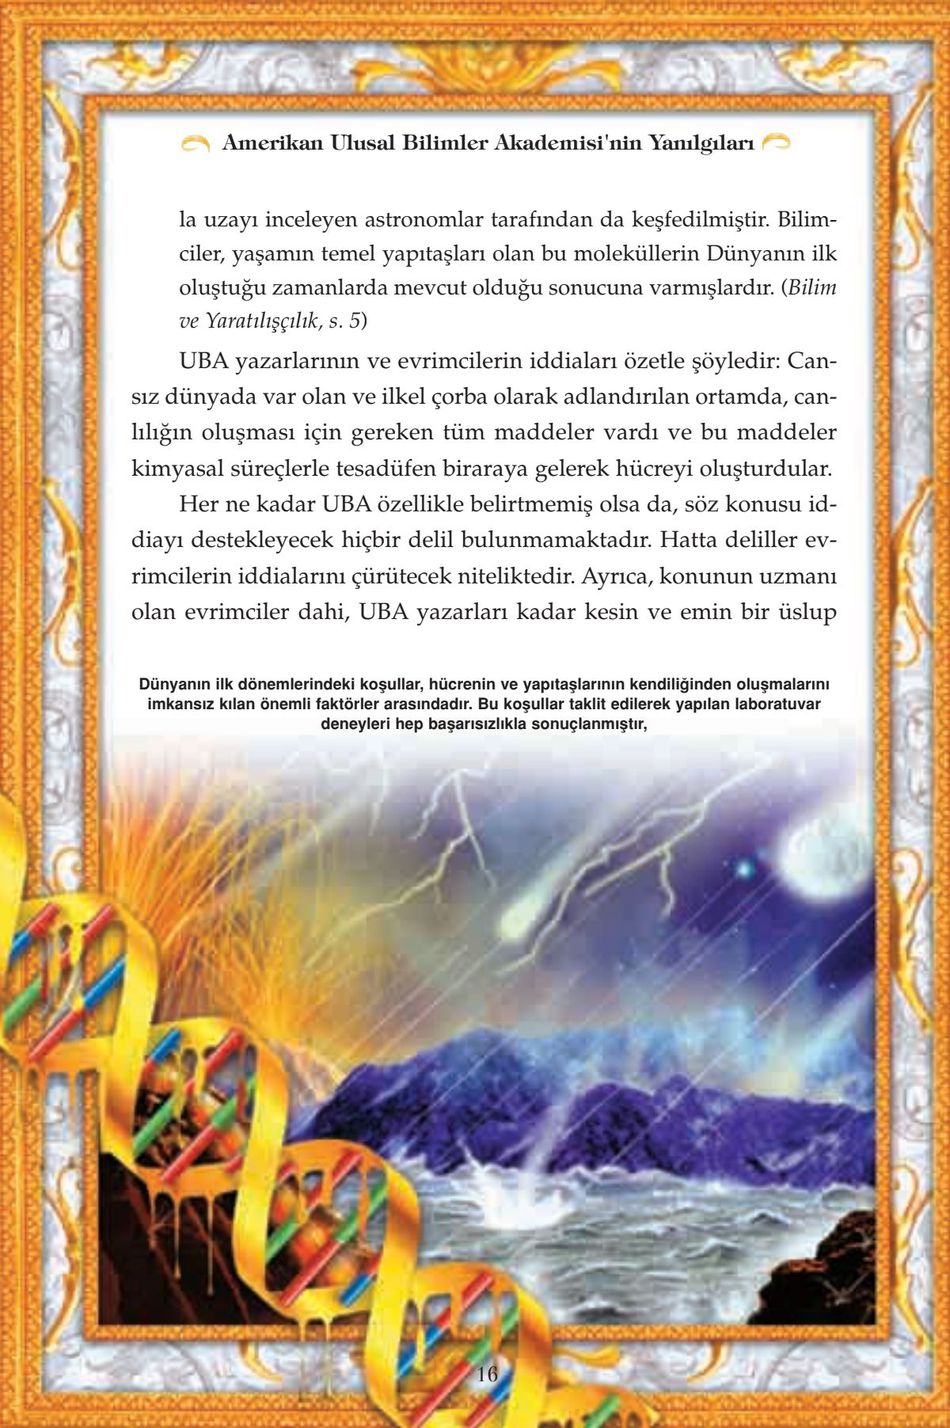 Amerikan Ulusal Bilimler Akademisi'nin Yanılgıları
la uzayı inceleyen astronomlar tarafından da keşfedilmiştir. Bilim-
ciler, yaşamın temel yapıtaşları olan bu moleküllerin Dünyanın ilk
oluştuğu zamanlarda mevcut olduğu sonucuna varmışlardır. (Bilim
ve Yaratılışçılık, s. 5)
UBA yazarlarının ve evrimcilerin iddiaları özetle şöyledir: Can-
sız dünyada var olan ve ilkel çorba olarak adlandırılan ortamda, can-
lılığın oluşması için gereken tüm maddeler vardı ve bu maddeler
kimyasal süreçlerle tesadüfen biraraya gelerek hücreyi oluşturdular.
Her ne kadar UBA özellikle belirtmemiş olsa da, söz konusu id-
diayı destekleyecek hiçbir delil bulunmamaktadır. Hatta deliller ev-
rimcilerin iddialarını çürütecek niteliktedir. Ayrıca, konunun uzmanı
olan evrimciler dahi, UBA yazarları kadar kesin ve emin bir üslup
Dünyanın ilk dönemlerindeki koşullar, hücrenin ve yapıtaşlarının kendiliğinden oluşmalarını
imkansız kılan önemli faktörler arasındadır. Bu koşullar taklit edilerek yapılan laboratuvar
deneyleri hep başarısızlıkla sonuçlanmıştır,
16